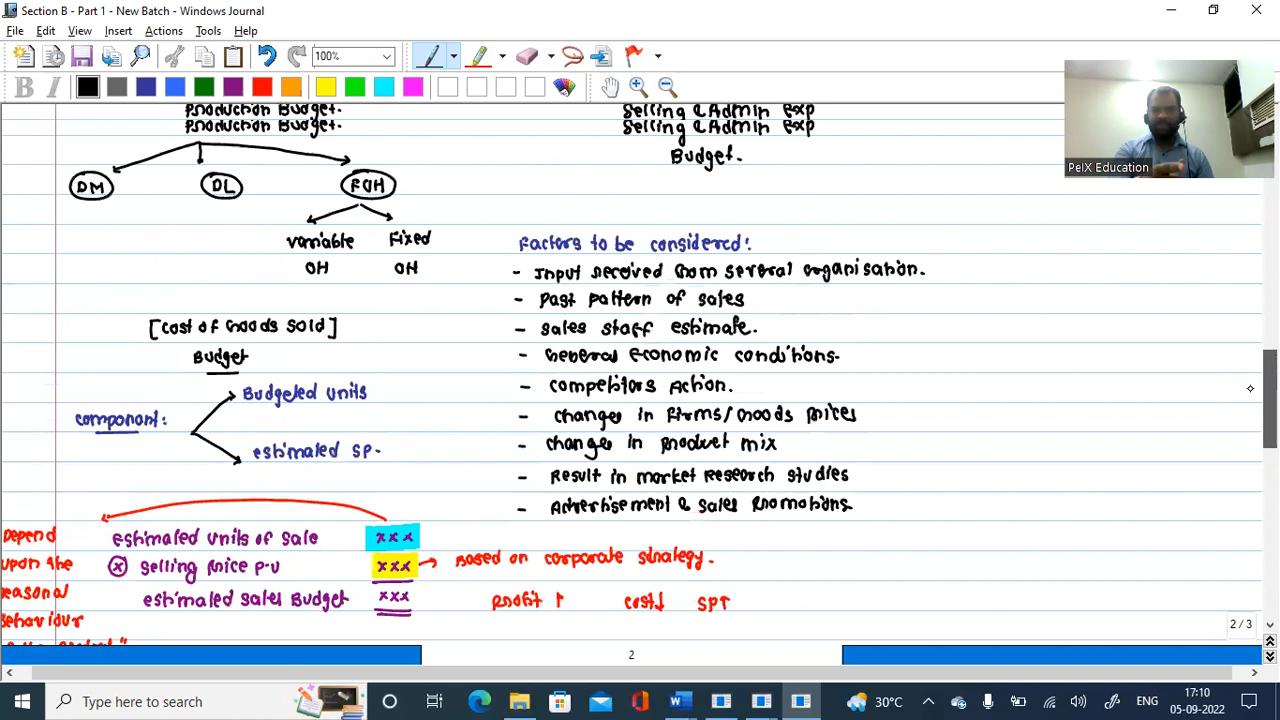 Section B - Part 1 - New Batch - Windows Journal
File Edit View Insert Actions Tools Help
100%
B I
Production Budget.
Production Budget.
Selling & Admin exp
Selling & Admin exp
Budget.
PelX Education
DM DL FOH
variable Fixed
OH OH
Factors to be considered:
- Input received from several organisation.
- Past pattern of sales
- Sales staff estimate.
- General economic conditions.
- competitors Action.
- changes in Firms/Goods prices
- changes in product mix
- Result in market Research studies
- Advertisement & Sales Promotions.
[Cost of Goods Sold]
Budget
component:
Budgeted units
estimated SP.
Depend
upon the
seasonal
behaviour
estimated units of sale xxx
x selling price p.u xxx
Based on corporate strategy.
estimated sales Budget xxx
profit ↑ cost↓ SP↑
2 / 3
2
Type here to search
30°C
ENG
17:10
05-09-2022